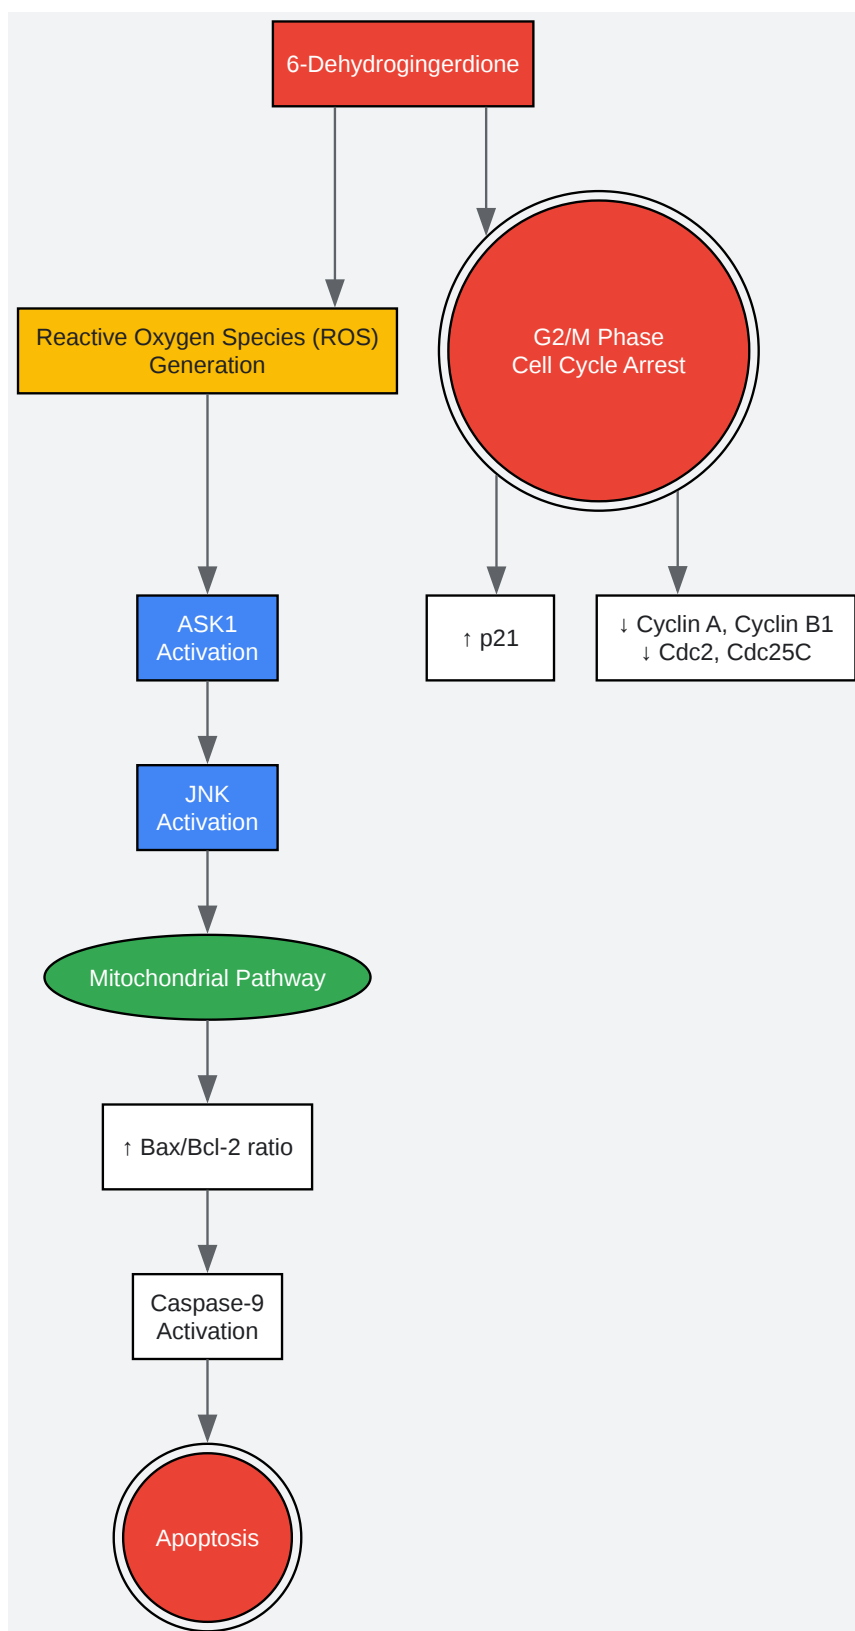 6-Dehydrogingerdione
Reactive Oxygen Species (ROS)
Generation
G2/M Phase
Cell Cycle Arrest
ASK1
Activation
↑ p21
↓ Cyclin A, Cyclin B1
↓ Cdc2, Cdc25C
JNK
Activation
Mitochondrial Pathway
↑ Bax/Bcl-2 ratio
Caspase-9
Activation
Apoptosis